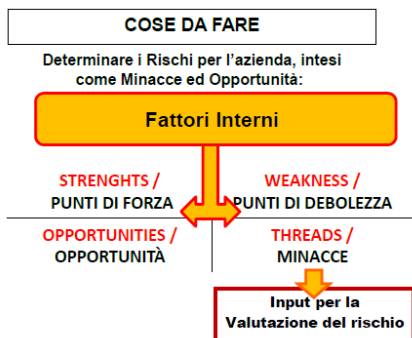 COSE DA FARE
Determinare i Rischi per l'azienda, intesi
come Minacce ed Opportunità:
Fattori Interni
STRENGHTS /
PUNTI DI FORZA
WEAKNESS /
PUNTI DI DEBOLEZZA
OPPORTUNITIES /
OPPORTUNITÀ
THREADS /
MINACCE
Input per la
Valutazione del rischio